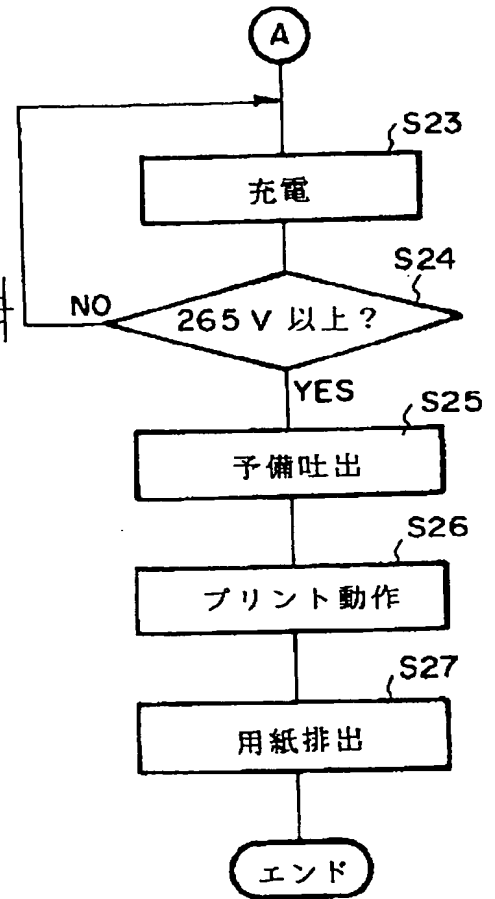 A
S23
充電
S24
265V 以上?
NO
YES
S25
予備吐出
S26
プリント動作
S27
用紙排出
エンド